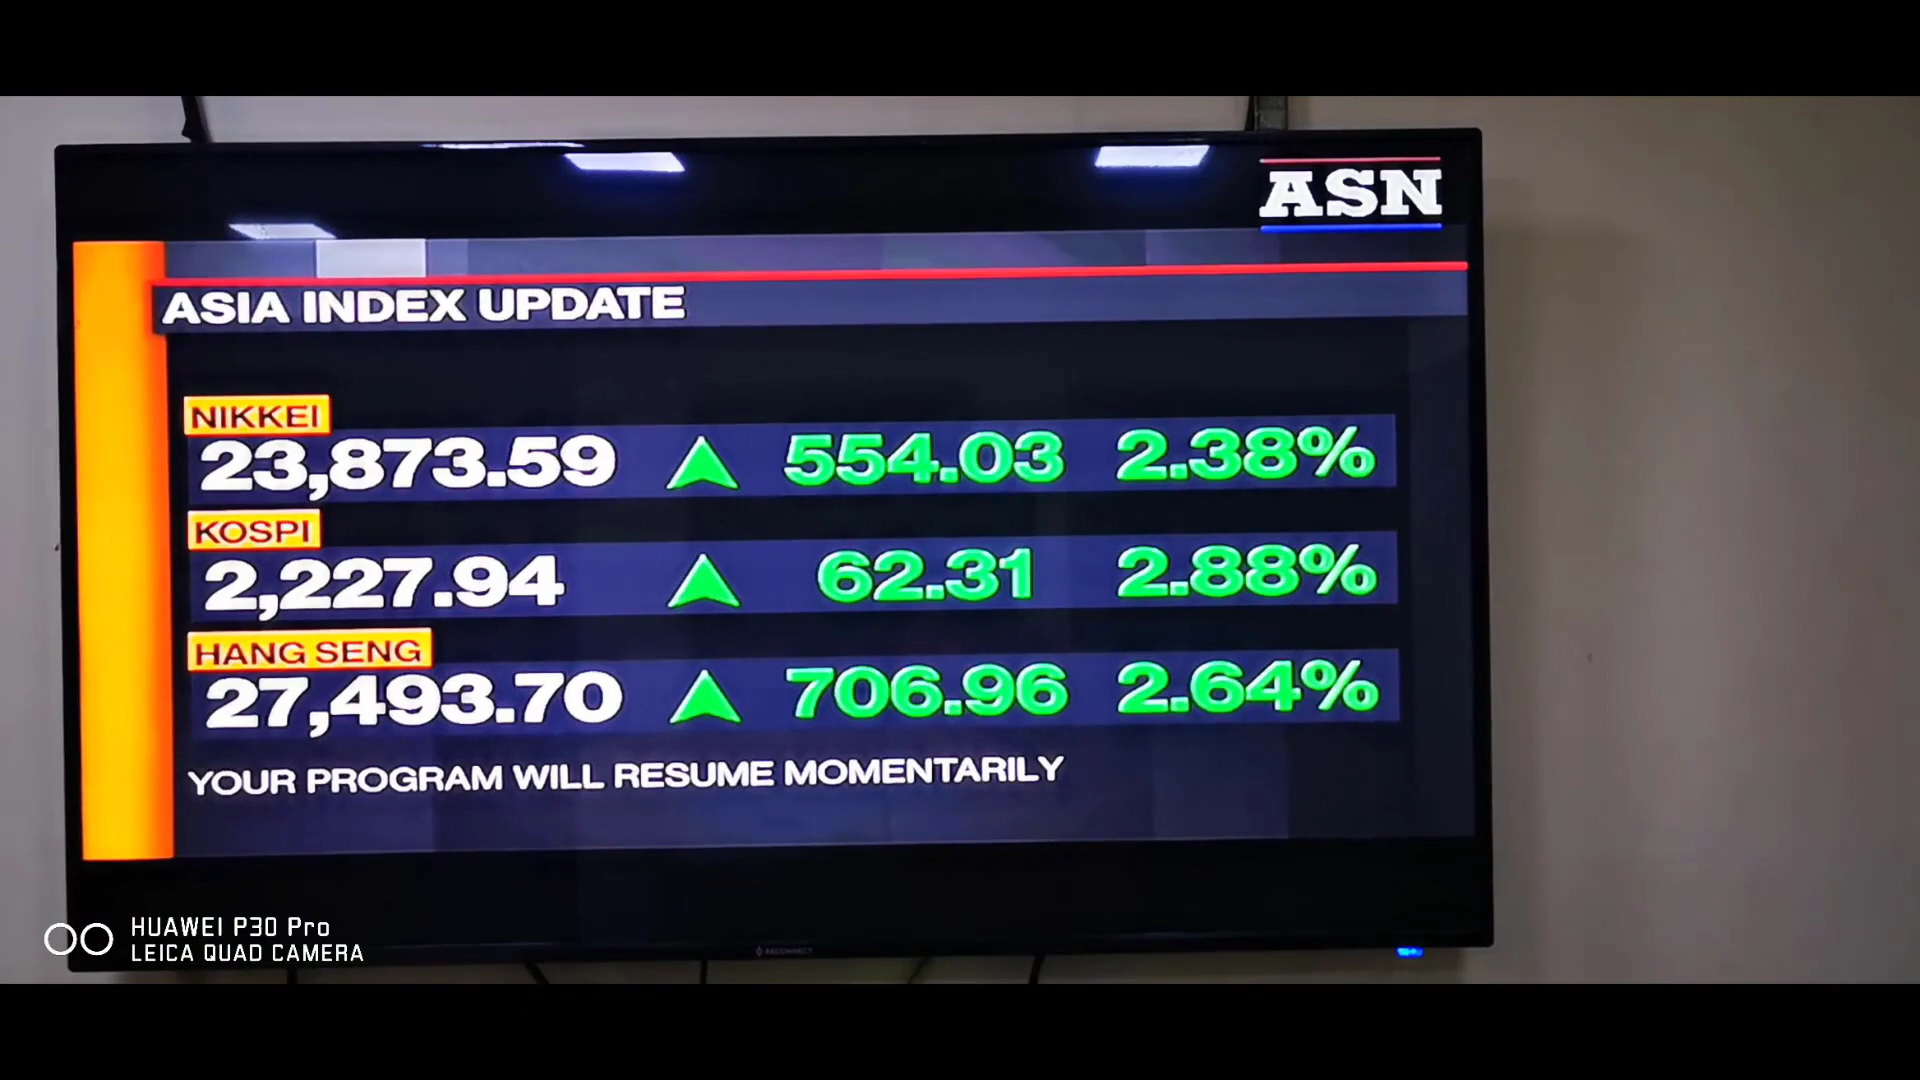 ASN
ASIA INDEX UPDATE
NIKKEI
23,873.59 ▲ 554.03 2.38%
KOSPI
2,227.94 ▲ 62.31 2.88%
HANG SENG
27,493.70 ▲ 706.96 2.64%
YOUR PROGRAM WILL RESUME MOMENTARILY
HUAWEI P30 Pro
LEICA QUAD CAMERA
RECONNECT